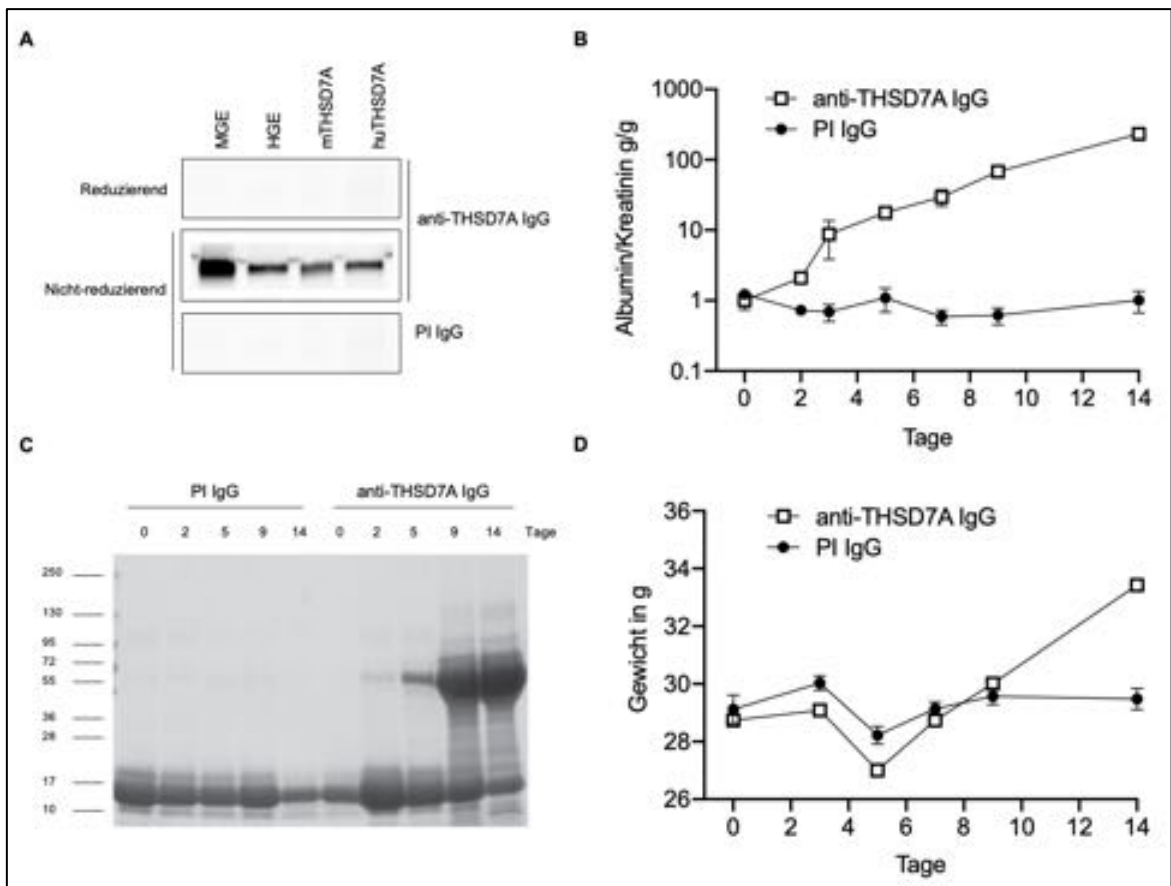 A
MGE
HGE
mTHSD7A
huTHSD7A
Reduzierend
anti-THSD7A IgG
Nicht-reduzierend
PI IgG
B
Albumin/Kreatinin g/g
1000
100
10
1
0.1
anti-THSD7A IgG
PI IgG
0 2 4 6 8 10 12 14
Tage
C
PI IgG anti-THSD7A IgG
0 2 5 9 14 0 2 5 9 14 Tage
250
130
95
72
55
36
28
17
10
D
Gewicht in g
36
34
32
30
28
26
anti-THSD7A IgG
PI IgG
0 2 4 6 8 10 12 14
Tage